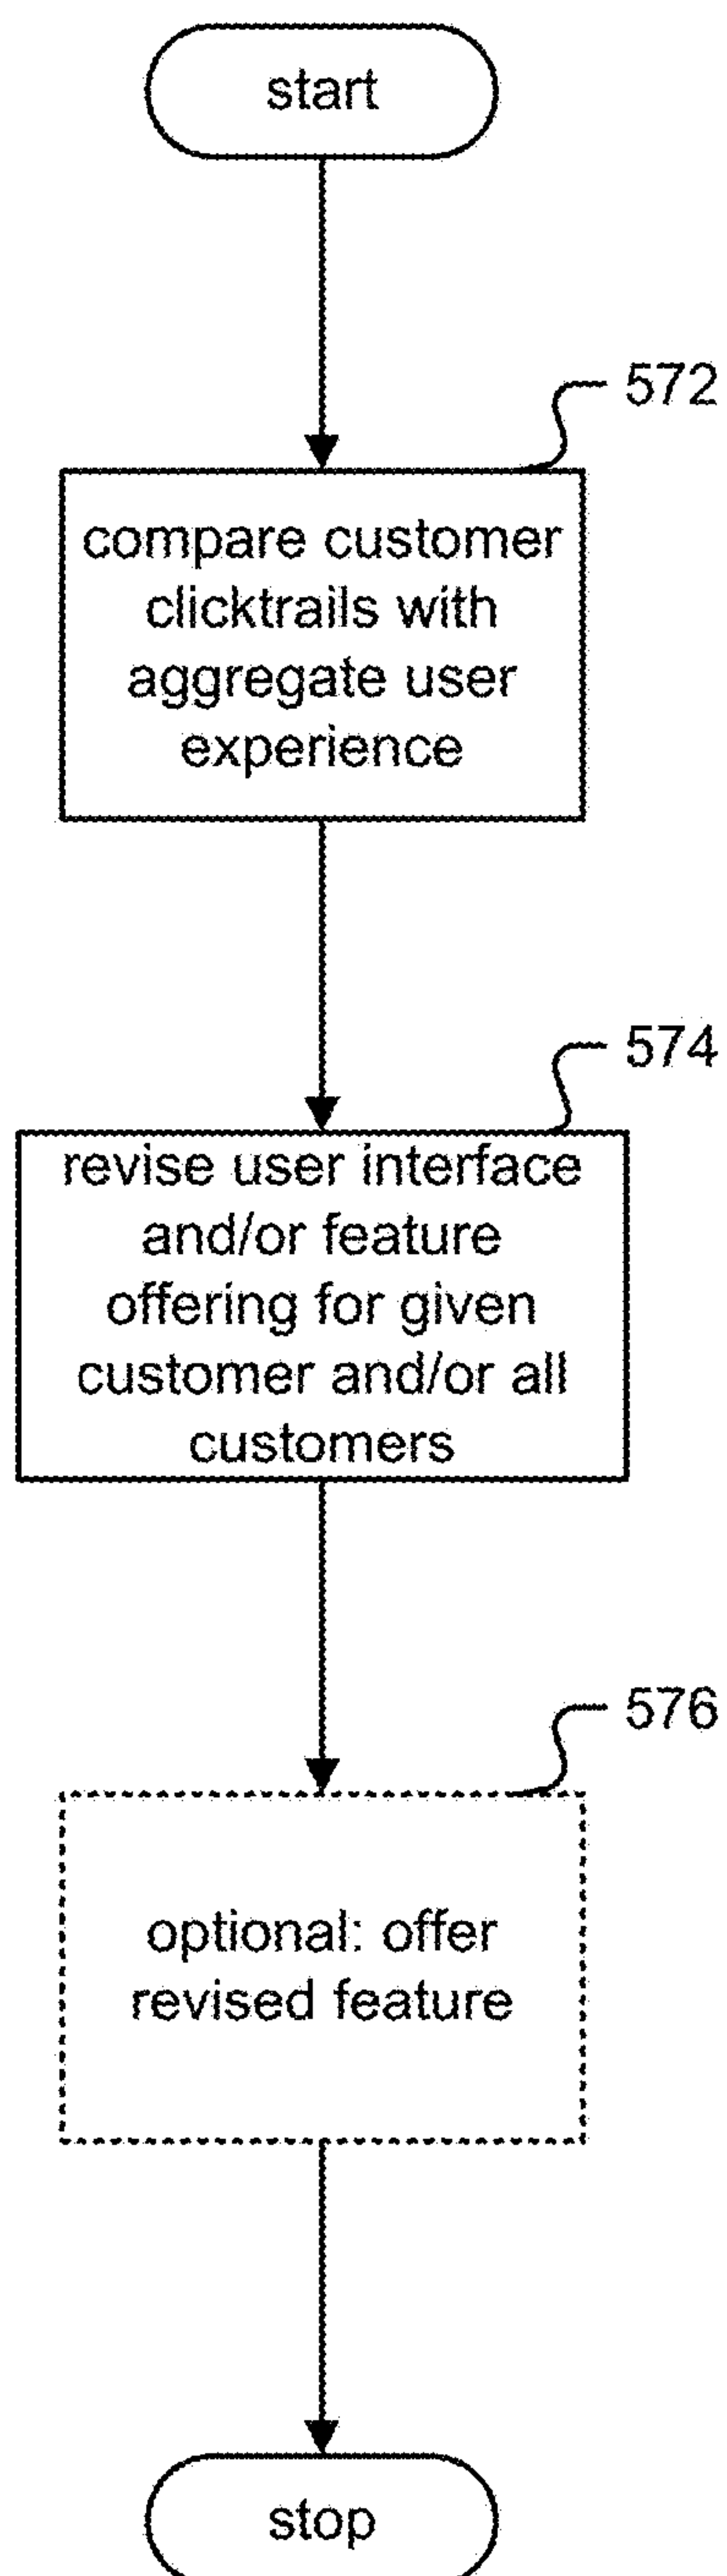 start
572
compare customer
clicktrails with
aggregate user
experience
574
revise user interface
and/or feature
offering for given
customer and/or all
customers
576
optional: offer
revised feature
stop